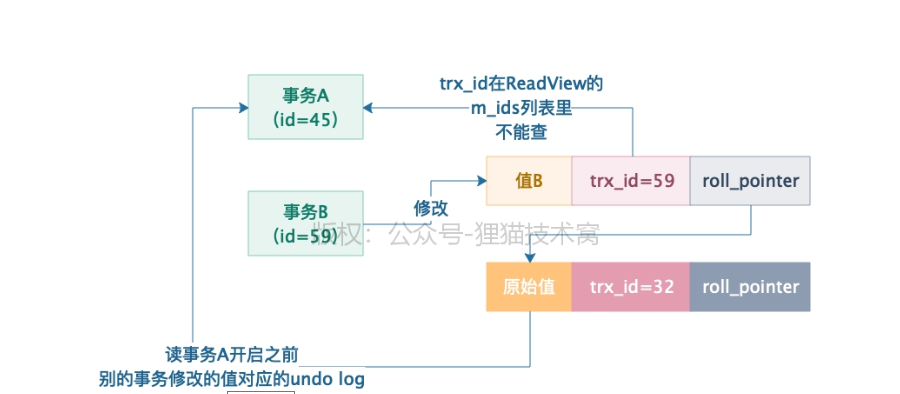 事务A
（id=45）
trx_id在ReadView的
m_ids列表里
不能查
值B
trx_id=59
roll_pointer
事务B
（id=59）
修改
版权：公众号-狸猫技术窝
原始值
trx_id=32
roll_pointer
读事务A开启之前
别的事务修改的值对应的undo log